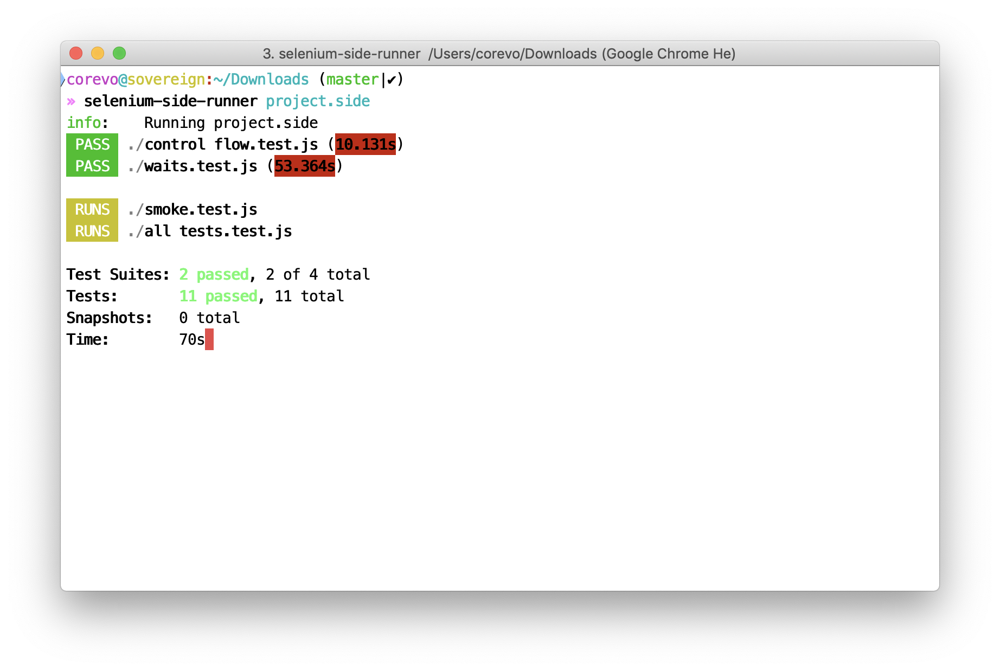 3. selenium-side-runner  /Users/corevo/Downloads (Google Chrome He)
corevo@sovereign:~/Downloads (master|✔)
» selenium-side-runner project.side
info:    Running project.side
PASS ./control flow.test.js (10.131s)
PASS ./waits.test.js (53.364s)
RUNS ./smoke.test.js
RUNS ./all tests.test.js
Test Suites: 2 passed, 2 of 4 total
Tests:       11 passed, 11 total
Snapshots:   0 total
Time:        70s